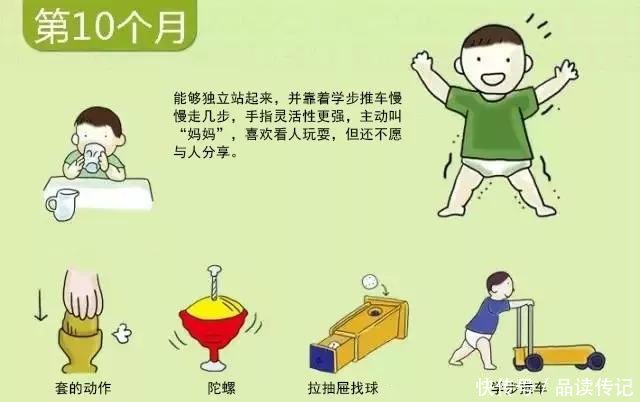 第10个月
能够独立站起来，并靠着学步推车慢
慢走几步，手指灵活性更强，主动叫
“妈妈”，喜欢看人玩耍，但还不愿
与人分享。
套的动作
陀螺
拉抽屉找球
学步推车
快传号 / 品读传记